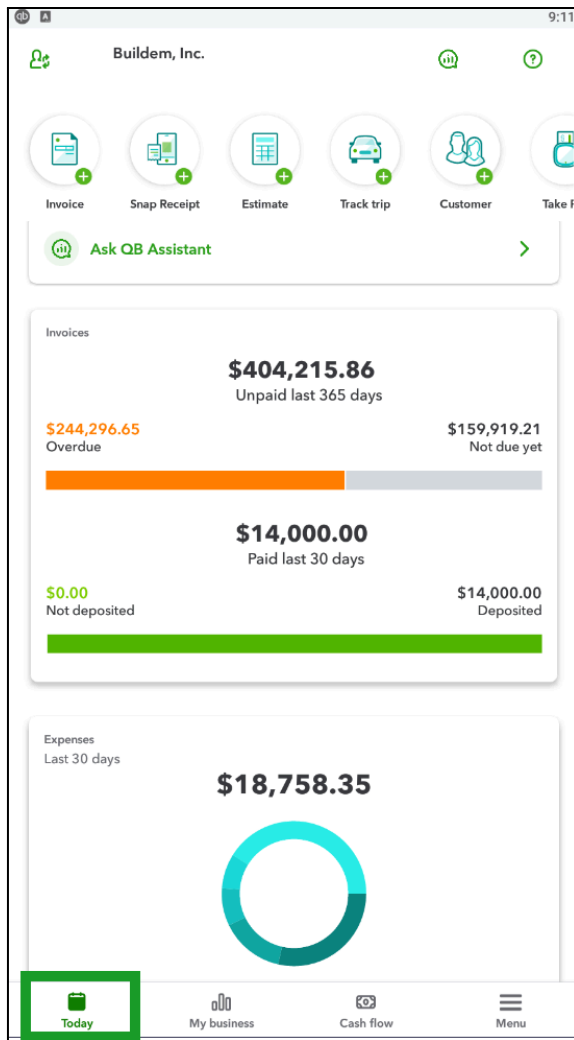 qb A 9:11
Buildem, Inc.
Invoice Snap Receipt Estimate Track trip Customer Take
Ask QB Assistant
Invoices
$404,215.86
Unpaid last 365 days
$244,296.65 $159,919.21
Overdue Not due yet
$14,000.00
Paid last 30 days
$0.00 $14,000.00
Not deposited Deposited
Expenses
Last 30 days
$18,758.35
Today My business Cash flow Menu